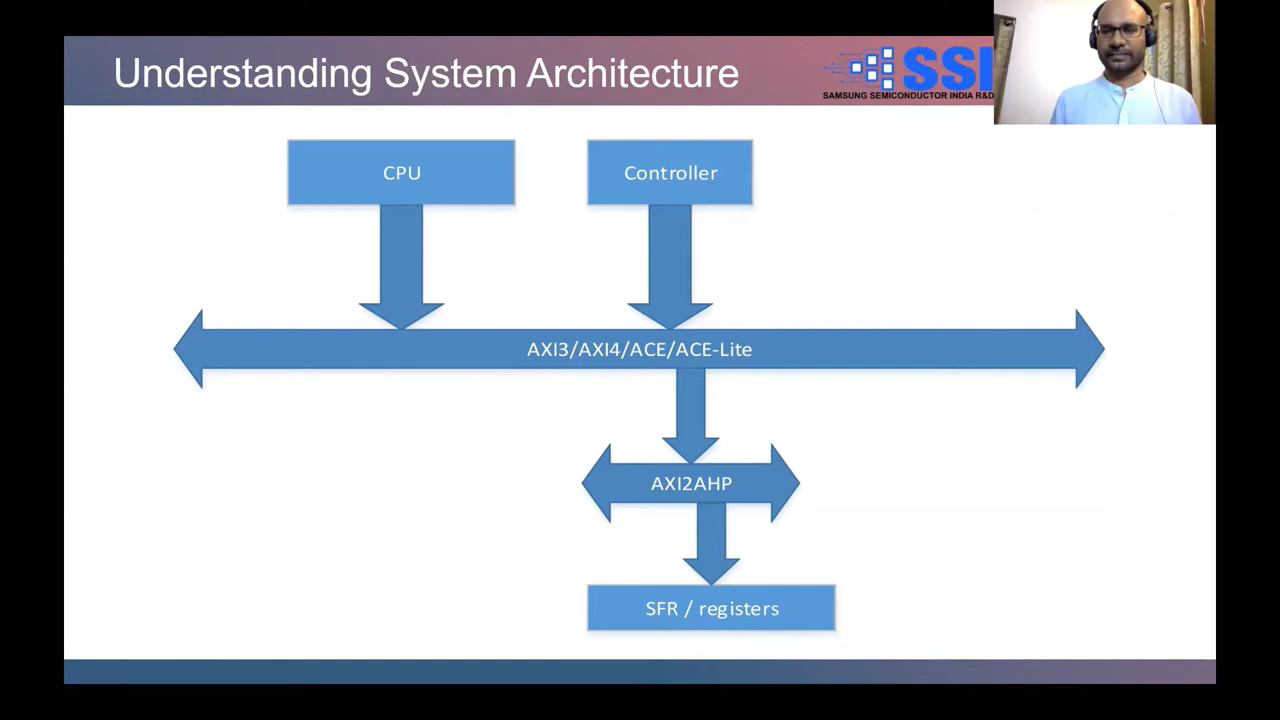 Understanding System Architecture
SSI
SAMSUNG SEMICONDUCTOR INDIA R&D
CPU
Controller
AXI3/AXI4/ACE/ACE-Lite
AXI2AHP
SFR / registers